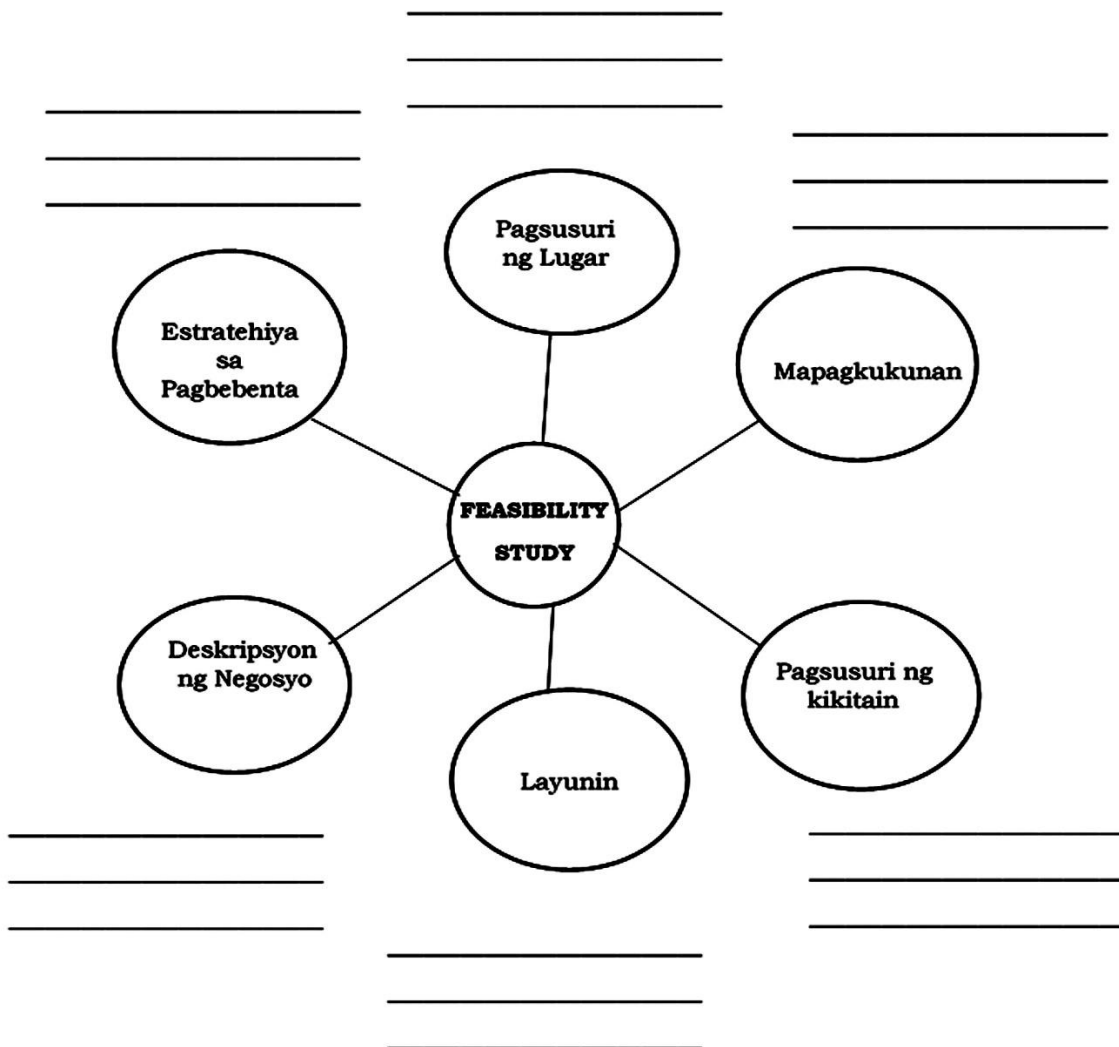 Pagsusuri
ng Lugar
Estratehiya
sa
Pagbebenta
Mapagkukunan
FEASIBILITY
STUDY
Deskripsyon
ng Negosyo
Pagsusuri ng
kikitain
Layunin